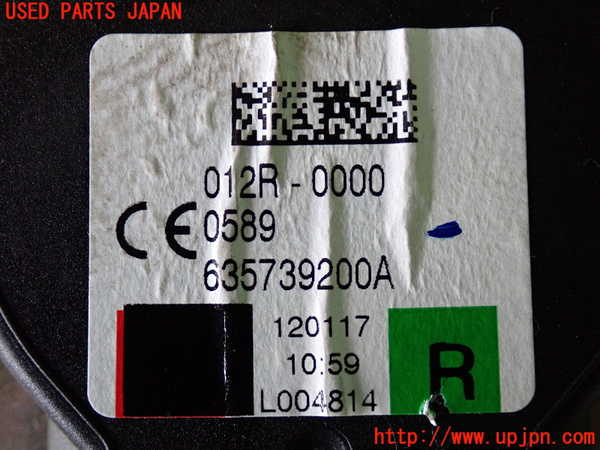 USED PARTS JAPAN
012R-0000
CE 0589
635739200A
120117
10:59
L004814
R
http://www.upjpn.com/